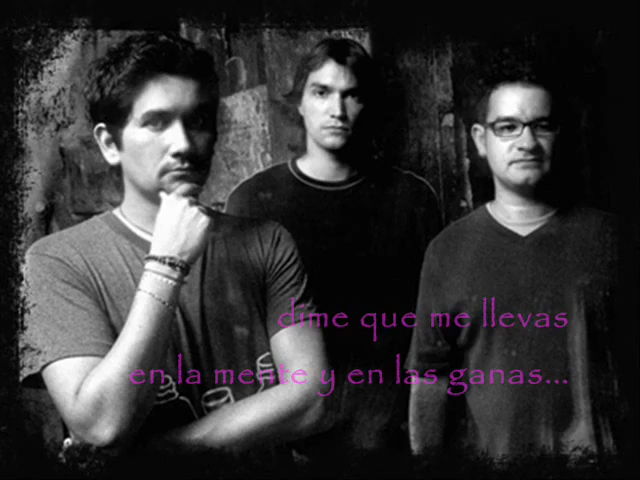 dime que me llevas
en la mente y en las ganas...